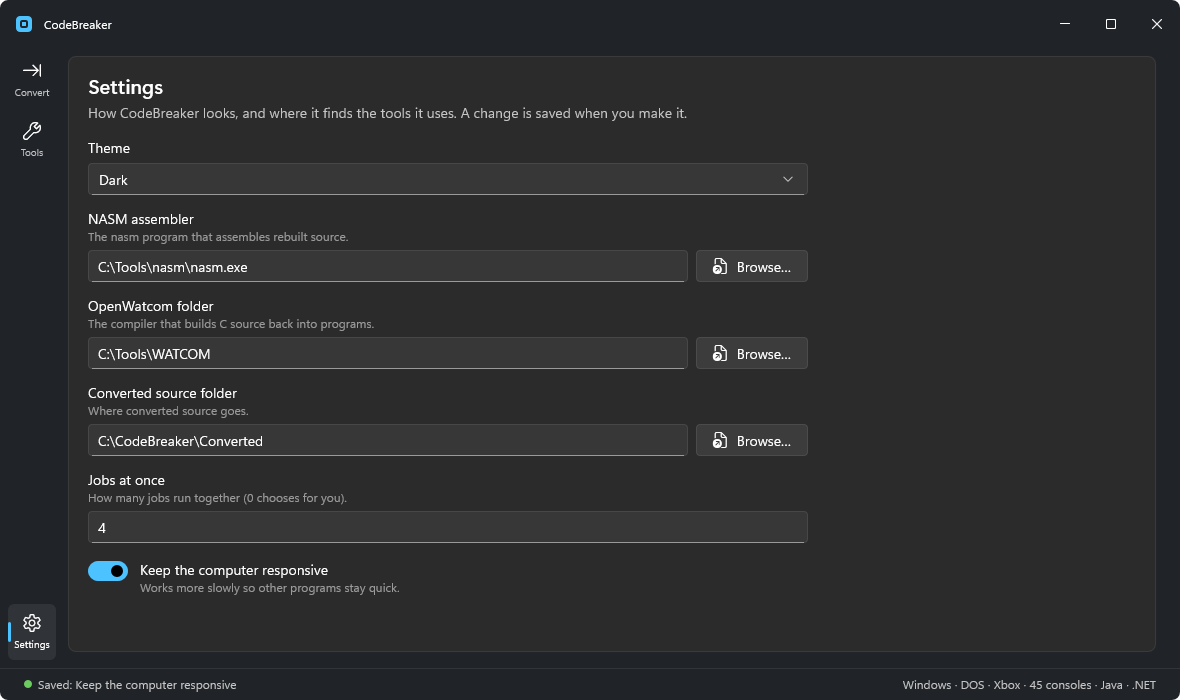 CodeBreaker
Convert
Tools
Settings
How CodeBreaker looks, and where it finds the tools it uses. A change is saved when you make it.
Theme
Dark
NASM assembler
The nasm program that assembles rebuilt source.
C:\Tools\nasm\nasm.exe
Browse...
OpenWatcom folder
The compiler that builds C source back into programs.
C:\Tools\WATCOM
Browse...
Converted source folder
Where converted source goes.
C:\CodeBreaker\Converted
Browse...
Jobs at once
How many jobs run together (0 chooses for you).
4
Keep the computer responsive
Works more slowly so other programs stay quick.
Settings
Saved: Keep the computer responsive
Windows · DOS · Xbox · 45 consoles · Java · .NET